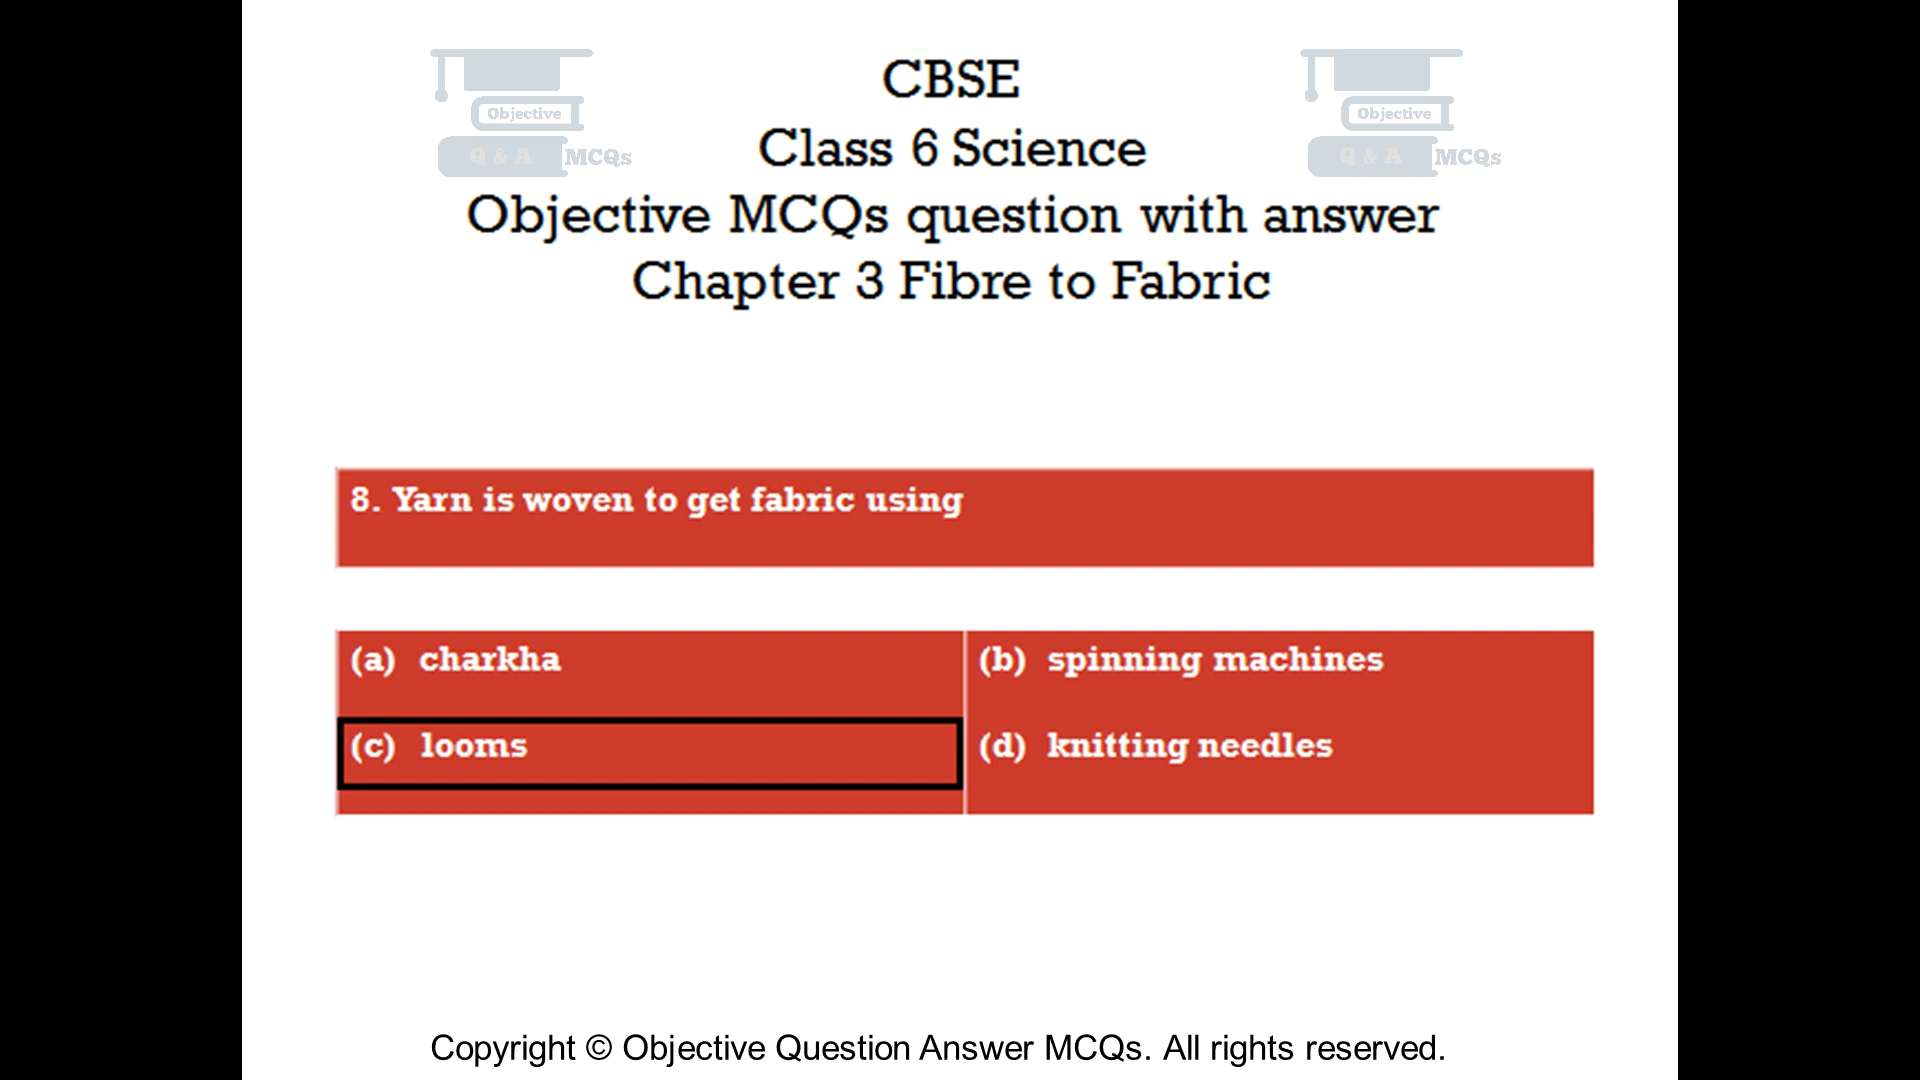 CBSE
Class 6 Science
Objective MCQs question with answer
Chapter 3 Fibre to Fabric
Objective
Q & A MCQs
Objective
Q & A MCQs
8. Yarn is woven to get fabric using
(a) charkha
(b) spinning machines
(c) looms
(d) knitting needles
Copyright © Objective Question Answer MCQs. All rights reserved.